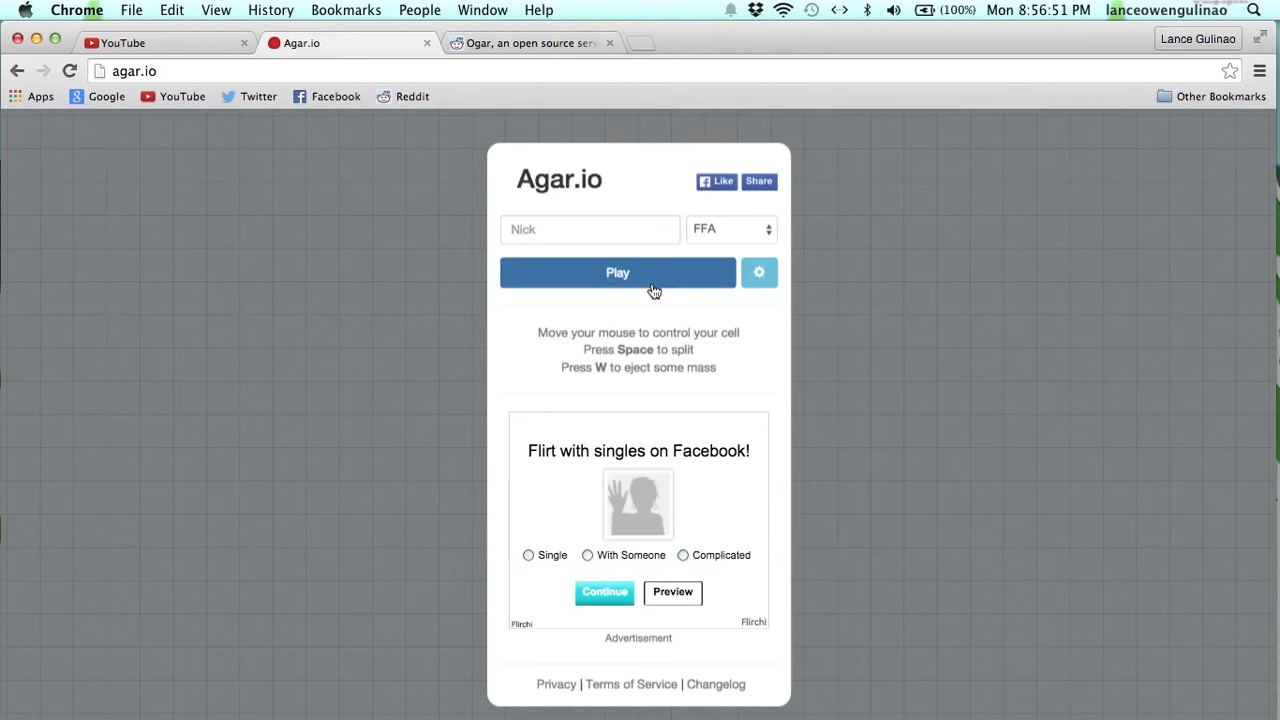 Chrome File Edit View History Bookmarks People Window Help (100%) Mon 8:56:51 PM lanceowengulinao
YouTube Agar.io Ogar, an open source serv Lance Gulinao
agar.io
Apps Google YouTube Twitter Facebook Reddit Other Bookmarks
Agar.io Like Share
Nick FFA
Play
Move your mouse to control your cell
Press Space to split
Press W to eject some mass
Flirt with singles on Facebook!
Single With Someone Complicated
Continue Preview
Flirchi Flirchi
Advertisement
Privacy | Terms of Service | Changelog